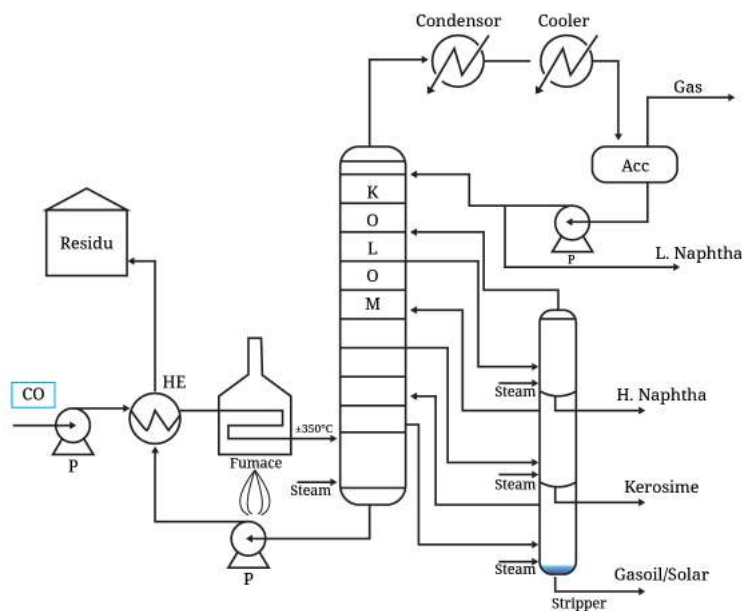 Condensor
Cooler
Gas
Acc
P
L. Naphtha
K
O
L
O
M
Residu
HE
CO
P
±350°C
Fumace
Steam
P
Steam
H. Naphtha
Steam
Kerosime
Steam
Gasoil/Solar
Stripper